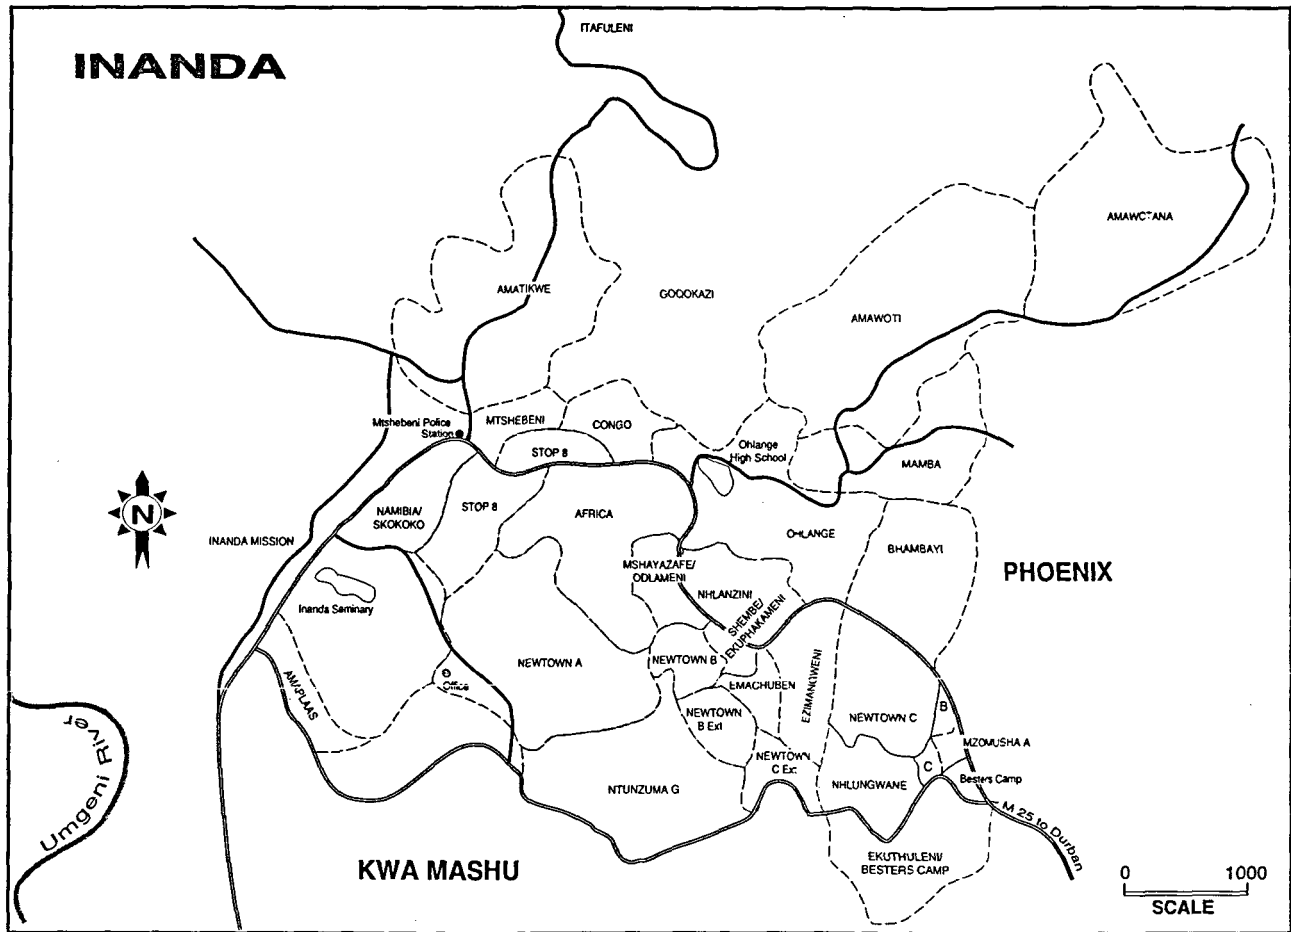 INANDA
ITAFULENI
AMAWOTANA
AMATIKWE
GOQOKAZI
AMAWOTI
Mtshebeni Police
Station
MTSHEBENI
CONGO
STOP 8
Ohlange
High School
MAMBA
N
NAMIBIA/
SKOKOKO
STOP 8
AFRICA
OHLANGE
BHAMBAYI
INANDA MISSION
MSHAYAZAFE/
ODLAMENI
PHOENIX
NHLANZINI
SHEMBE/
EKUPHAKAMENI
Inanda Seminary
NEWTOWN A
NEWTOWN B
EMACHUBEN
EZIMANGWENI
Office
AMAPLAAS
NEWTOWN
B Ext
NEWTOWN C
B
MZOMUSHA A
NEWTOWN
C Ext
C
Besters Camp
NTUNZUMA G
NHLUNGWANE
M 25 to Durban
Umgeni River
KWA MASHU
EKUTHULENI/
BESTERS CAMP
0 1000
SCALE